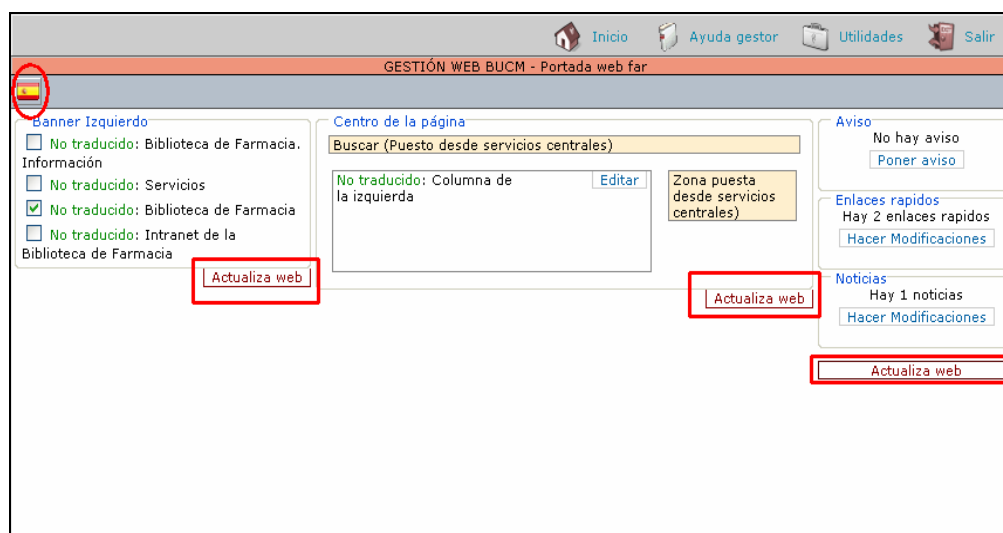 Inicio Ayuda gestor Utilidades Salir
GESTIÓN WEB BUCM - Portada web far
Banner Izquierdo
No traducido: Biblioteca de Farmacia.
Información
No traducido: Servicios
No traducido: Biblioteca de Farmacia
No traducido: Intranet de la
Biblioteca de Farmacia
Actualiza web
Centro de la página
Buscar (Puesto desde servicios centrales)
No traducido: Columna de
la izquierda
Editar
Zona puesta
desde servicios
centrales)
Actualiza web
Aviso
No hay aviso
Poner aviso
Enlaces rapidos
Hay 2 enlaces rapidos
Hacer Modificaciones
Noticias
Hay 1 noticias
Hacer Modificaciones
Actualiza web